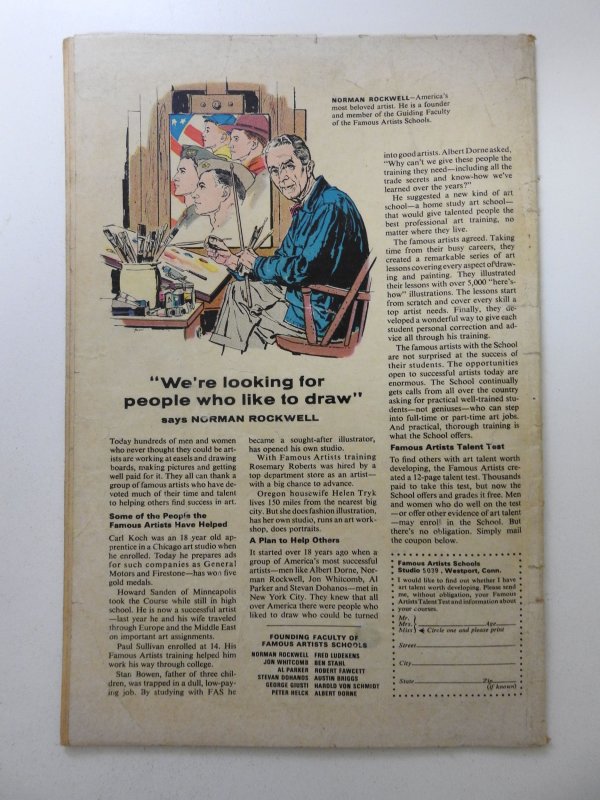 NORMAN ROCKWELL—America's
most beloved artist. He is a founder
and member of the Guiding Faculty
of the Famous Artists Schools.
"We're looking for
people who like to draw"
says NORMAN ROCKWELL
Today hundreds of men and women
who never thought they could be art-
ists are working at easels and drawing
boards, making pictures and getting
well paid for it. They all can thank a
group of famous artists who have de-
voted much of their time and talent
to helping others find success in art.
Some of the People the
Famous Artists Have Helped
Carl Koch was an 18 year old ap-
prentice in a Chicago art studio when
he enrolled. Today he prepares ads
for such companies as General
Motors and Firestone—has won five
gold medals.
Howard Sanden of Minneapolis
took the Course while still in high
school. He is now a successful artist
—last year he and his wife traveled
through Europe and the Middle East
on important art assignments.
Paul Sullivan enrolled at 14. His
Famous Artists training helped him
work his way through college.
Stan Bowen, father of three chil-
dren, was trapped in a dull, low-pay-
ing job. By studying with FAS he
became a sought-after illustrator,
has opened his own studio.
With Famous Artists training
Rosemary Roberts was hired by a
top department store as an artist—
with a big chance to advance.
Oregon housewife Helen Tryk
lives 150 miles from the nearest big
city. But she does fashion illustration,
has her own studio, runs an art work-
shop, does portraits.
A Plan to Help Others
It started over 18 years ago when a
group of America's most successful
artists—men like Albert Dorne, Nor-
man Rockwell, Jon Whitcomb, Al
Parker and Stevan Dohanos—met in
New York City. They knew that all
over America there were people who
liked to draw who could be turned
FOUNDING FACULTY OF
FAMOUS ARTISTS SCHOOLS
NORMAN ROCKWELL FRED LUDEKENS
JON WHITCOMB BEN STAHL
AL PARKER ROBERT FAWCETT
STEVAN DOHANOS AUSTIN BRIGGS
GEORGE GIUSTI HAROLD VON SCHMIDT
PETER HELCK ALBERT DORNE
into good artists. Albert Dorne asked,
"Why can't we give these people the
training they need—including all the
trade secrets and know-how we've
learned over the years?"
He suggested a new kind of art
school—a home study art school—
that would give talented people the
best professional art training, no
matter where they live.
The famous artists agreed. Taking
time from their busy careers, they
created a remarkable series of art
lessons covering every aspect of draw-
ing and painting. They illustrated
their lessons with over 5,000 "here's-
how" illustrations. The lessons start
from scratch and cover every skill a
top artist needs. Finally, they de-
veloped a wonderful way to give each
student personal correction and ad-
vice all through his training.
The famous artists with the School
are not surprised at the success of
their students. The opportunities
open to successful artists today are
enormous. The School continually
gets calls from all over the country
asking for practical well-trained stu-
dents—not geniuses—who can step
into full-time or part-time art jobs.
And practical, thorough training is
what the School offers.
Famous Artists Talent Test
To find others with art talent worth
developing, the Famous Artists cre-
ated a 12-page talent test. Thousands
paid to take this test, but now the
School offers and grades it free. Men
and women who do well on the test
—or offer other evidence of art talent
—may enroll in the School. But
there's no obligation. Simply mail
the coupon below.
Famous Artists Schools
Studio 5039, Westport, Conn.
I would like to find out whether I have
art talent worth developing. Please send
me, without obligation, your Famous
Artists Talent Test and information about
your courses.
Mr.
Mrs. Age
Miss Circle one and please print
Street
City
State Zip
(if known)